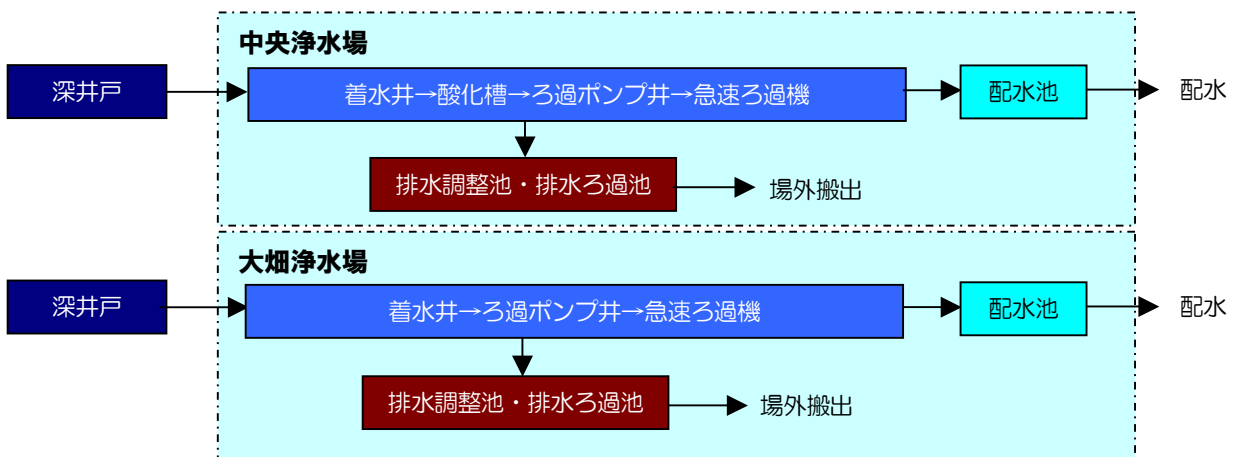 中央浄水場
深井戸
着水井→酸化槽→ろ過ポンプ井→急速ろ過機
配水池
配水
排水調整池・排水ろ過池
場外搬出
大畑浄水場
深井戸
着水井→ろ過ポンプ井→急速ろ過機
配水池
配水
排水調整池・排水ろ過池
場外搬出